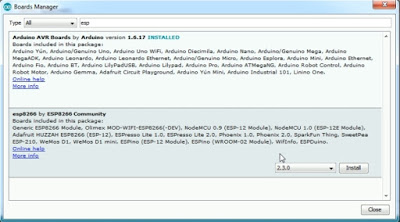 Boards Manager
Type All esp
Arduino AVR Boards by Arduino version 1.6.17 INSTALLED
Boards included in this package:
Arduino Yún, Arduino/Genuino Uno, Arduino Uno WiFi, Arduino Diecimila, Arduino Nano, Arduino/Genuino Mega, Arduino
MegaADK, Arduino Leonardo, Arduino Leonardo Ethernet, Arduino/Genuino Micro, Arduino Esplora, Arduino Mini, Arduino Ethernet,
Arduino Fio, Arduino BT, Arduino LilyPadUSB, Arduino Lilypad, Arduino Pro, Arduino ATMegaNG, Arduino Robot Control, Arduino
Robot Motor, Arduino Gemma, Adafruit Circuit Playground, Arduino Yún Mini, Arduino Industrial 101, Linino One.
Online help
More info
esp8266 by ESP8266 Community
Boards included in this package:
Generic ESP8266 Module, Olimex MOD-WIFI-ESP8266(-DEV), NodeMCU 0.9 (ESP-12 Module), NodeMCU 1.0 (ESP-12E Module),
Adafruit HUZZAH ESP8266 (ESP-12), ESPresso Lite 1.0, ESPresso Lite 2.0, Phoenix 1.0, Phoenix 2.0, SparkFun Thing, SweetPea
ESP-210, WeMos D1, WeMos D1 mini, ESPino (ESP-12 Module), ESPino (WROOM-02 Module), WifInfo, ESPDuino.
Online help
More info
2.3.0 Install
Close